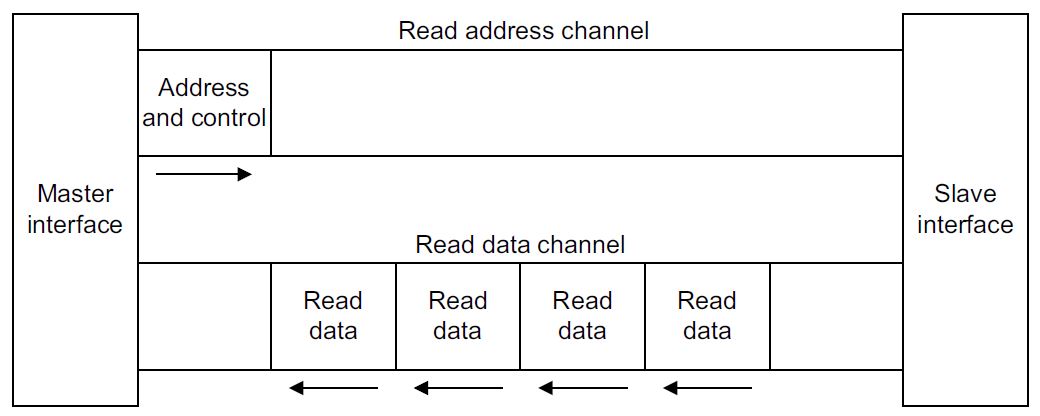 Read address channel
Address
and control
Master
interface
Slave
interface
Read data channel
Read
data
Read
data
Read
data
Read
data